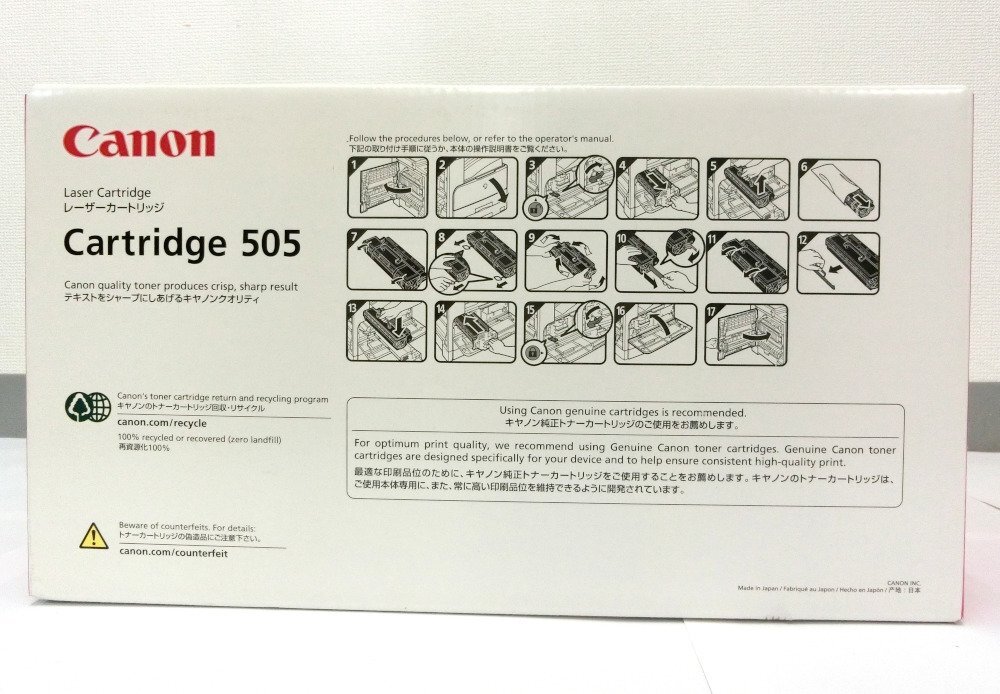 Canon
Laser Cartridge
レーザーカートリッジ
Cartridge 505
Canon quality toner produces crisp, sharp result
テキストをシャープにしあげるキヤノンクオリティ
Follow the procedures below, or refer to the operator's manual.
下記の取り付け手順に従うか、本体の操作説明書をご覧ください。
1 2 3 4 5 6
7 8 9 10 11 12
13 14 15 16 17
Canon's toner cartridge return and recycling program
キヤノンのトナーカートリッジ回収・リサイクル
canon.com/recycle
100% recycled or recovered (zero landfill)
再資源化100%
Using Canon genuine cartridges is recommended.
キヤノン純正トナーカートリッジのご使用をお薦めします。
For optimum print quality, we recommend using Genuine Canon toner
cartridges. Genuine Canon toner cartridges are designed specifically for your device and to help ensure consistent high-quality print.
最適な印刷品位のために、キヤノン純正トナーカートリッジをご使用することをお薦めします。キヤノンのトナーカートリッジは、
ご使用本体専用に、また、常に高い印刷品位を維持できるように開発されています。
Beware of counterfeits. For details:
トナーカートリッジの偽造品にご注意下さい。
canon.com/counterfeit
CANON INC.
Made in Japan / Fabriqué au Japon / Hecho en Japón / 产地：日本